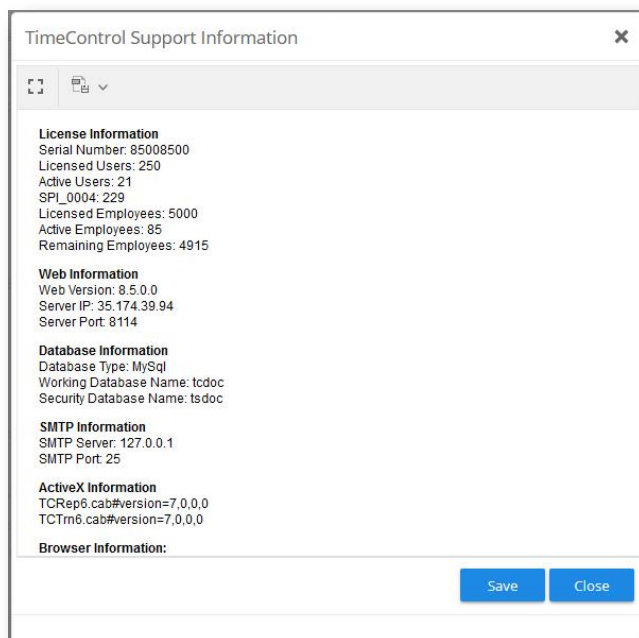 TimeControl Support Information
License Information
Serial Number: 85008500
Licensed Users: 250
Active Users: 21
SPI_0004: 229
Licensed Employees: 5000
Active Employees: 85
Remaining Employees: 4915
Web Information
Web Version: 8.5.0.0
Server IP: 35.174.39.94
Server Port: 8114
Database Information
Database Type: MySql
Working Database Name: tcdoc
Security Database Name: tsdoc
SMTP Information
SMTP Server: 127.0.0.1
SMTP Port: 25
ActiveX Information
TCRep6.cab#version=7,0,0,0
TCTrn6.cab#version=7,0,0,0
Browser Information:
Save Close